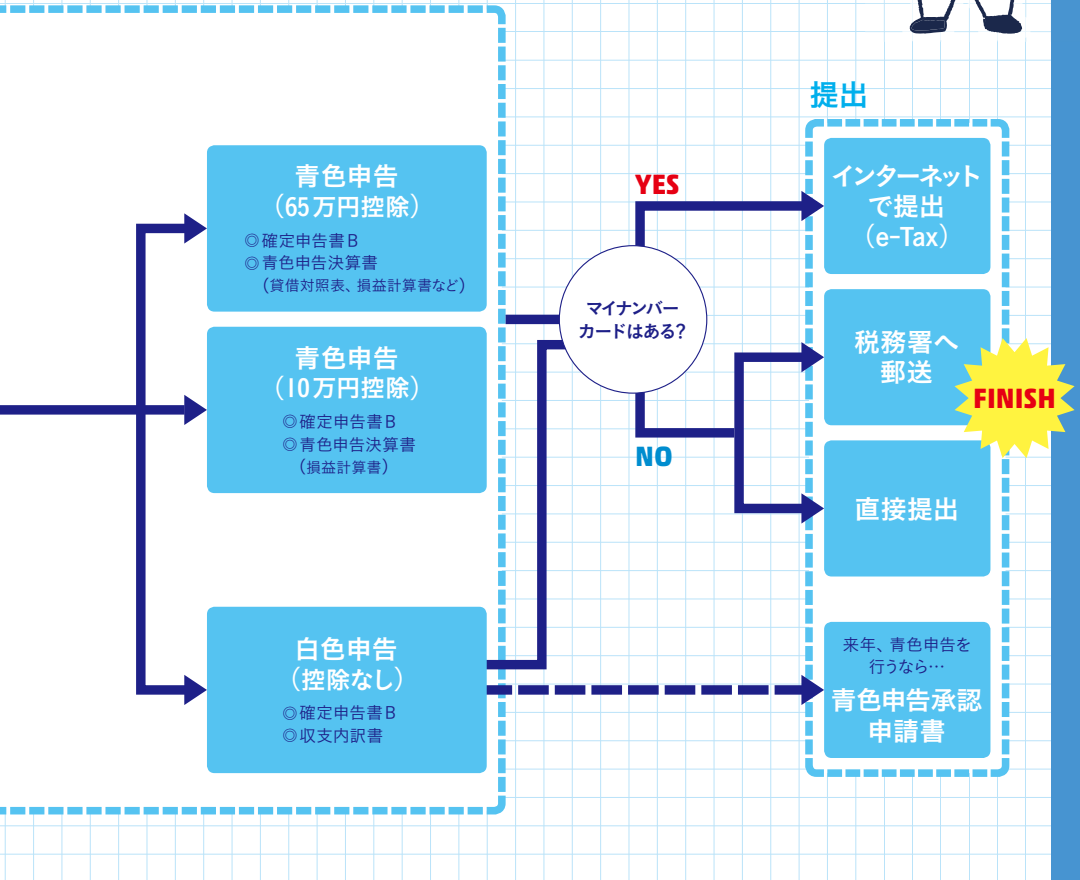 青色申告
（65万円控除）
◎確定申告書B
◎青色申告決算書
（貸借対照表、損益計算書など）
青色申告
（10万円控除）
◎確定申告書B
◎青色申告決算書
（損益計算書）
白色申告
（控除なし）
◎確定申告書B
◎収支内訳書
マイナンバー
カードはある?
YES
NO
提出
インターネット
で提出
（e-Tax）
税務署へ
郵送
FINISH
直接提出
来年、青色申告を
行うなら…
青色申告承認
申請書